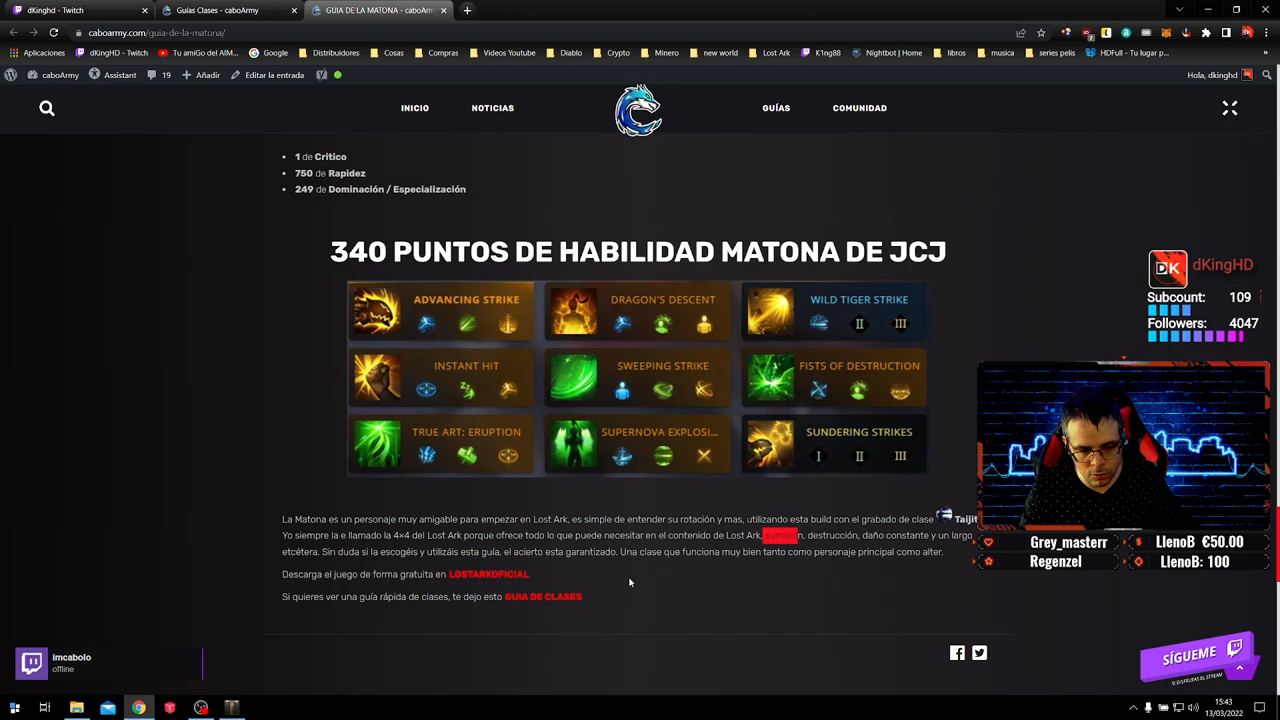 dKingHD - Twitch
Guías Clases - caboArmy
GUIA DE LA MATONA - caboArmy
caboarmy.com/guia-de-la-matona/
Aplicaciones
dKingHD - Twitch
Tu amiGo del AIM...
Google
Distribuidores
Cosas
Compras
Videos Youtube
Diablo
Crypto
Minero
new world
Lost Ark
K1ng88
Nightbot | Home
libros
musica
series pelis
HDFull - Tu lugar p...
caboArmy
Assistant
19
Añadir
Editar la entrada
Hola, dkinghd
INICIO
NOTICIAS
GUÍAS
COMUNIDAD
1 de Critico
750 de Rapidez
249 de Dominación / Especialización
340 PUNTOS DE HABILIDAD MATONA DE JCJ
ADVANCING STRIKE
DRAGON'S DESCENT
WILD TIGER STRIKE
II
III
INSTANT HIT
SWEEPING STRIKE
FISTS OF DESTRUCTION
TRUE ART: ERUPTION
SUPERNOVA EXPLOSI...
SUNDERING STRIKES
I
II
III
DK
dKingHD
Subcount: 109
Followers: 4047
La Matona es un personaje muy amigable para empezar en Lost Ark, es simple de entender su rotación y mas, utilizando esta build con el grabado de clase Taijit
Yo siempre la e llamado la 4×4 del Lost Ark porque ofrece todo lo que puede necesitar en el contenido de Lost Ark, sumisión, destrucción, daño constante y un largo
etcétera. Sin duda si la escogéis y utilizáis esta guía, el acierto esta garantizado. Una clase que funciona muy bien tanto como personaje principal como alter.
Descarga el juego de forma gratuita en LOSTARKOFICIAL
Si quieres ver una guía rápida de clases, te dejo esto GUIA DE CLASES
Grey_masterr
LlenoB €50.00
Regenzel
LlenoB: 100
imcabolo
offline
SÍGUEME
15:43
13/03/2022